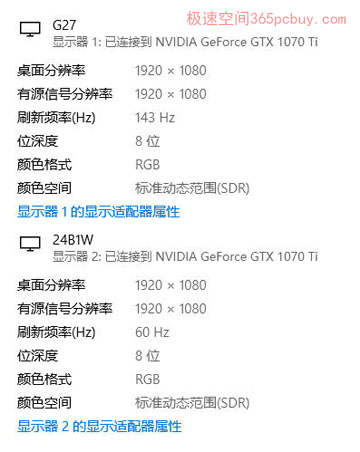 极速空间365pcbuy.com
G27
显示器 1: 已连接到 NVIDIA GeForce GTX 1070 Ti
桌面分辨率 1920 × 1080
有源信号分辨率 1920 × 1080
刷新频率(Hz) 143 Hz
位深度 8 位
颜色格式 RGB
颜色空间 标准动态范围(SDR)
显示器 1 的显示适配器属性
24B1W
显示器 2: 已连接到 NVIDIA GeForce GTX 1070 Ti
桌面分辨率 1920 × 1080
有源信号分辨率 1920 × 1080
刷新频率(Hz) 60 Hz
位深度 8 位
颜色格式 RGB
颜色空间 标准动态范围(SDR)
显示器 2 的显示适配器属性